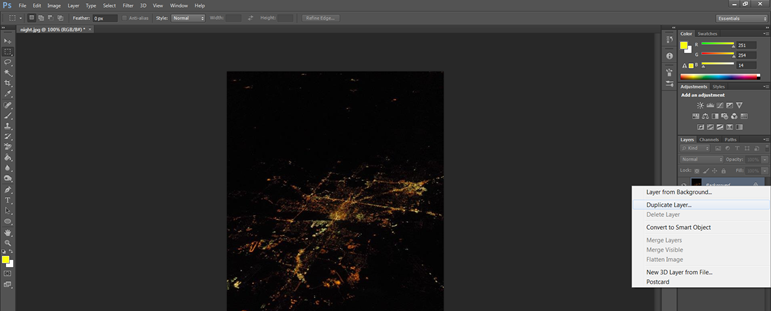 Ps File Edit Image Layer Type Select Filter 3D View Window Help
Feather: 0 px Anti-alias Style: Normal Width: Height: Refine Edge... Essentials
night.jpg @ 100% (RGB/8#) *
Color Swatches
R 251
G 254
B 14
Adjustments Styles
Add an adjustment
Layers Channels Paths
Kind
Normal Opacity: 100%
Lock: Fill: 100%
Background
Layer from Background...
Duplicate Layer...
Delete Layer
Convert to Smart Object
Merge Layers
Merge Visible
Flatten Image
New 3D Layer from File...
Postcard